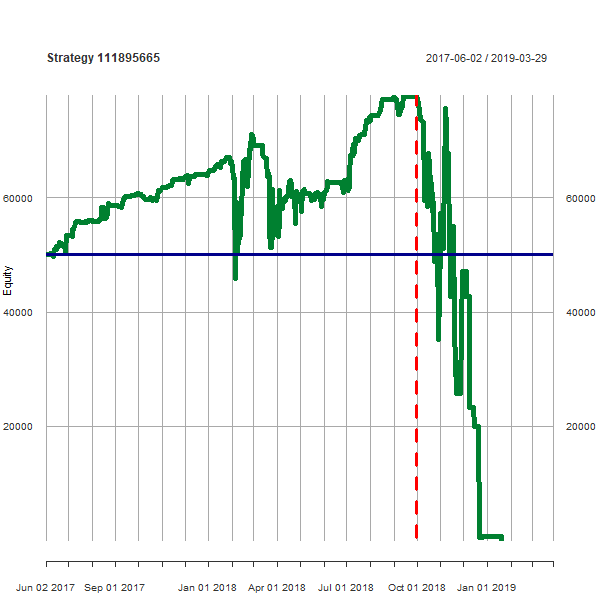 Strategy 111895665
2017-06-02 / 2019-03-29
60000
60000
Equity
40000
40000
20000
20000
Jun 02 2017
Sep 01 2017
Jan 01 2018
Apr 01 2018
Jul 01 2018
Oct 01 2018
Jan 01 2019